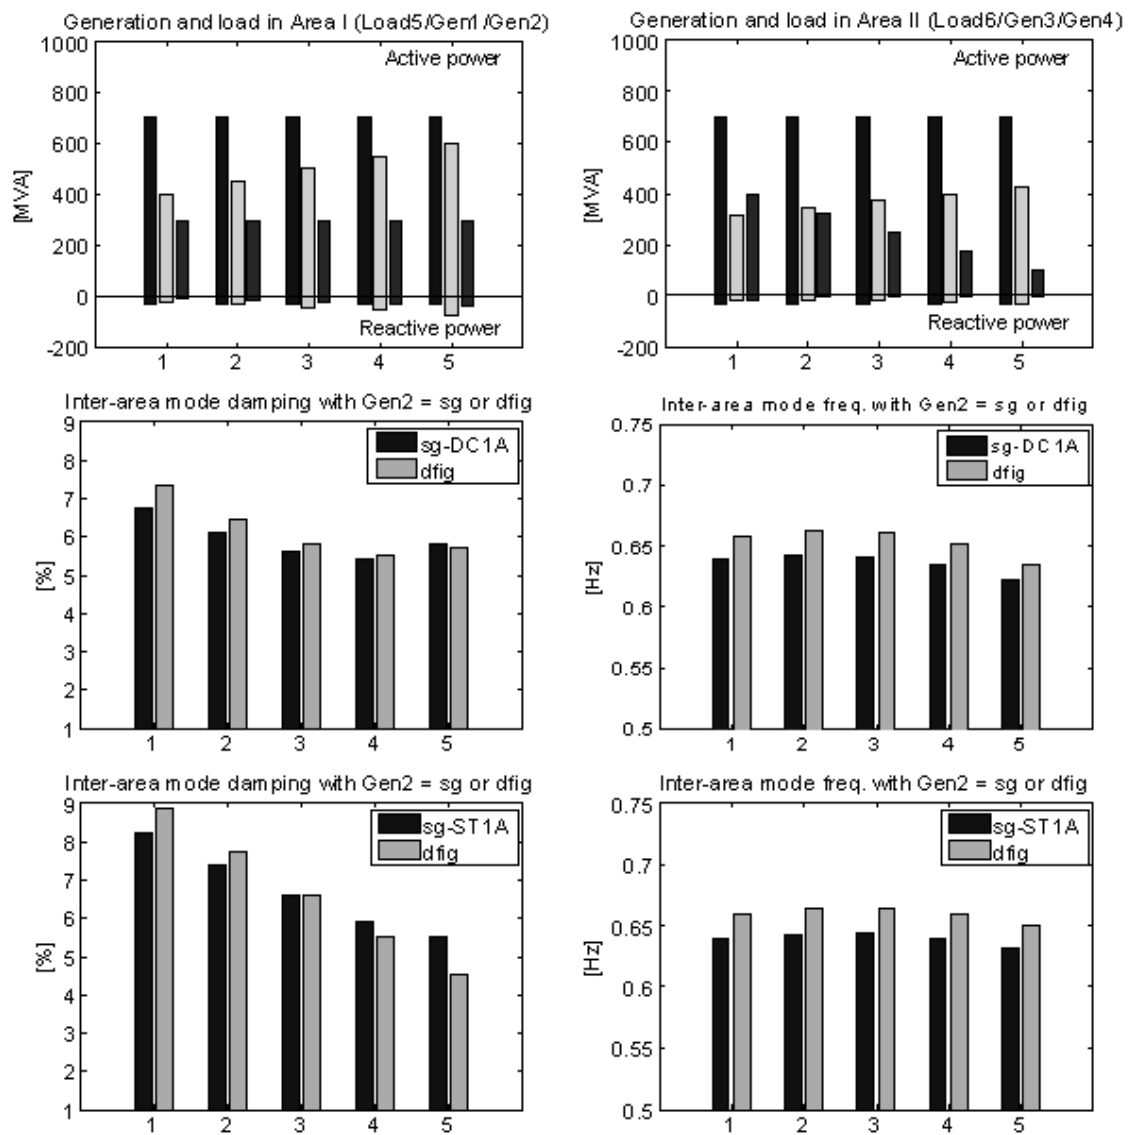 Generation and load in Area I (Load5/Gen1/Gen2)
1000
800
600
400
200
0
-200
[MVA]
Active power
Reactive power
1 2 3 4 5
Generation and load in Area II (Load6/Gen3/Gen4)
1000
800
600
400
200
0
-200
[MVA]
Active power
Reactive power
1 2 3 4 5
Inter-area mode damping with Gen2 = sg or dfig
9
8
7
6
5
4
3
2
1
[%]
sg-DC1A
dfig
1 2 3 4 5
Inter-area mode freq. with Gen2 = sg or dfig
0.75
0.7
0.65
0.6
0.55
0.5
[Hz]
sg-DC1A
dfig
1 2 3 4 5
Inter-area mode damping with Gen2 = sg or dfig
9
8
7
6
5
4
3
2
1
[%]
sg-ST1A
dfig
1 2 3 4 5
Inter-area mode freq. with Gen2 = sg or dfig
0.75
0.7
0.65
0.6
0.55
0.5
[Hz]
sg-ST1A
dfig
1 2 3 4 5